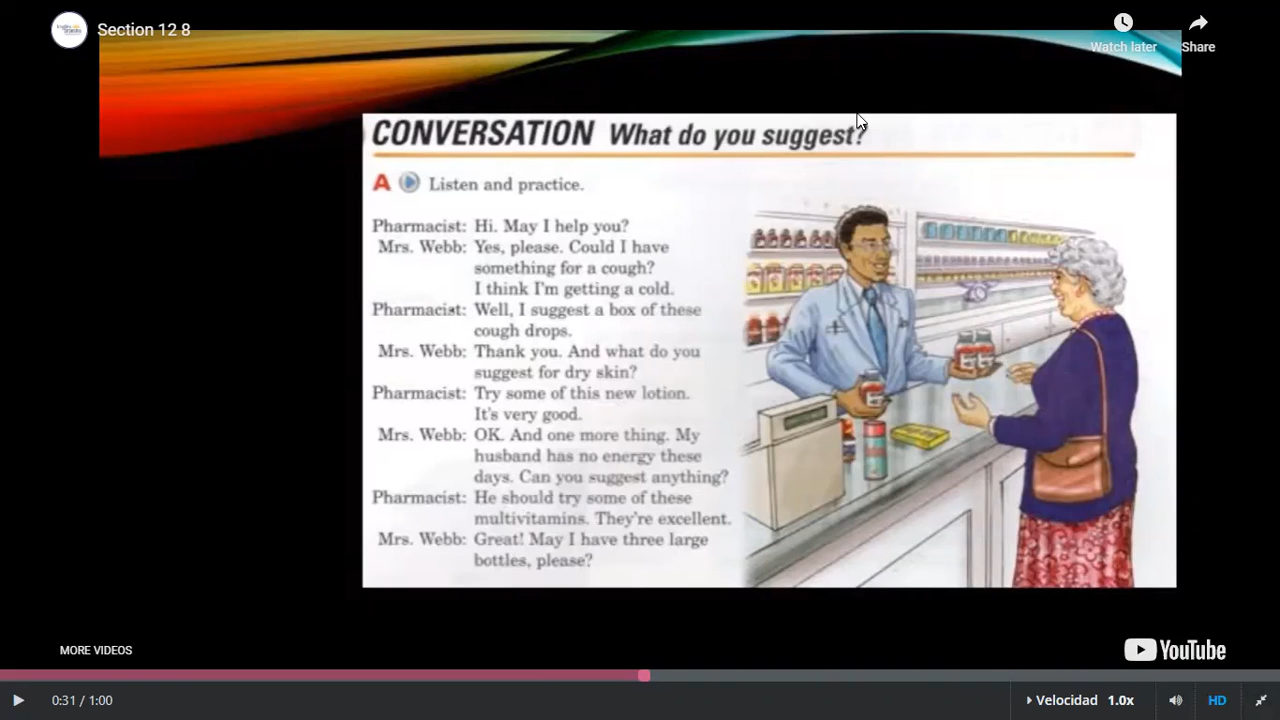 Section 12 8
Watch later
Share
CONVERSATION What do you suggest?
A Listen and practice.
Pharmacist: Hi. May I help you?
Mrs. Webb: Yes, please. Could I have
something for a cough?
I think I'm getting a cold.
Pharmacist: Well, I suggest a box of these
cough drops.
Mrs. Webb: Thank you. And what do you
suggest for dry skin?
Pharmacist: Try some of this new lotion.
It's very good.
Mrs. Webb: OK. And one more thing. My
husband has no energy these
days. Can you suggest anything?
Pharmacist: He should try some of these
multivitamins. They're excellent.
Mrs. Webb: Great! May I have three large
bottles, please?
MORE VIDEOS
YouTube
0:31 / 1:00
Velocidad 1.0x
HD